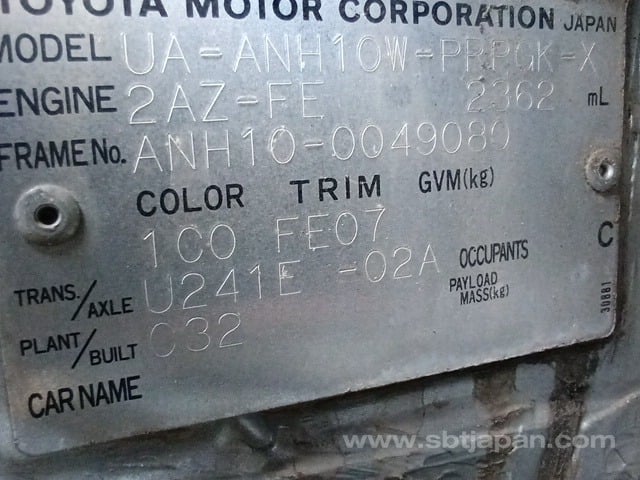 TOYOTA MOTOR CORPORATION JAPAN
MODEL UA-ANH10W-PRPGK-X
ENGINE 2AZ-FE 2362 mL
FRAME No. ANH10-0049080
COLOR TRIM GVM(kg)
1C0 FE07
TRANS./AXLE U241E -02A OCCUPANTS C
PAYLOAD MASS(kg)
PLANT/BUILT C32
CAR NAME
30881
www.sbtjapan.com